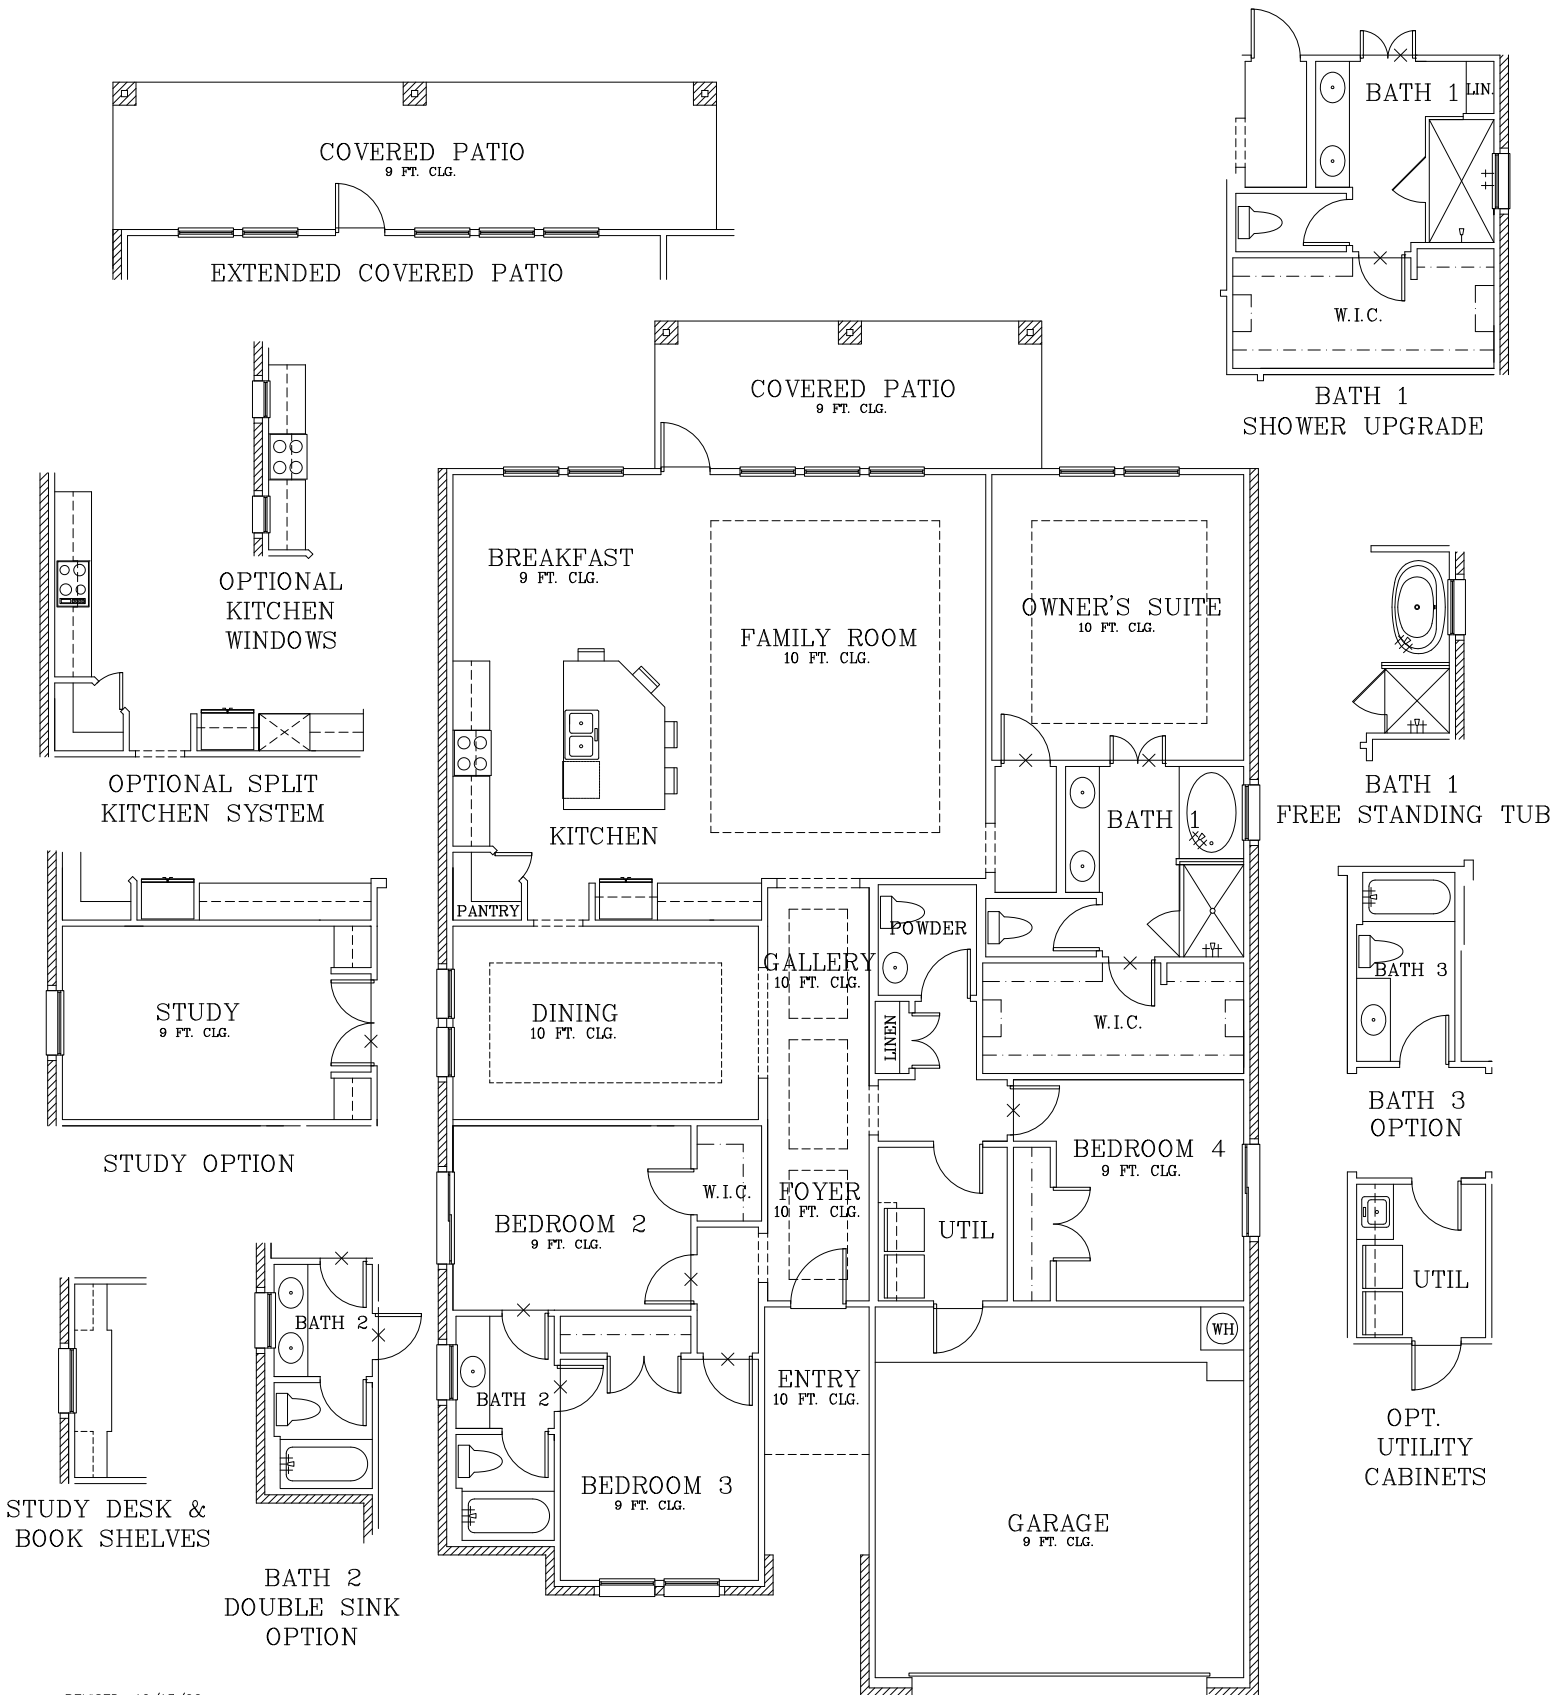 COVERED PATIO
9 FT. CLG.
EXTENDED COVERED PATIO
BATH 1
LIN.
W.I.C.
BATH 1
SHOWER UPGRADE
COVERED PATIO
9 FT. CLG.
OPTIONAL
KITCHEN
WINDOWS
BREAKFAST
9 FT. CLG.
FAMILY ROOM
10 FT. CLG.
OWNER'S SUITE
10 FT. CLG.
OPTIONAL SPLIT
KITCHEN SYSTEM
KITCHEN
BATH 1
BATH 1
FREE STANDING TUB
PANTRY
POWDER
GALLERY
10 FT. CLG.
DINING
10 FT. CLG.
LINEN
W.I.C.
STUDY
9 FT. CLG.
STUDY OPTION
BATH 3
BATH 3
OPTION
BEDROOM 4
9 FT. CLG.
W.I.C.
FOYER
10 FT. CLG.
BEDROOM 2
9 FT. CLG.
UTIL
UTIL
WH
BATH 2
BATH 2
ENTRY
10 FT. CLG.
BEDROOM 3
9 FT. CLG.
GARAGE
9 FT. CLG.
OPT.
UTILITY
CABINETS
STUDY DESK &
BOOK SHELVES
BATH 2
DOUBLE SINK
OPTION